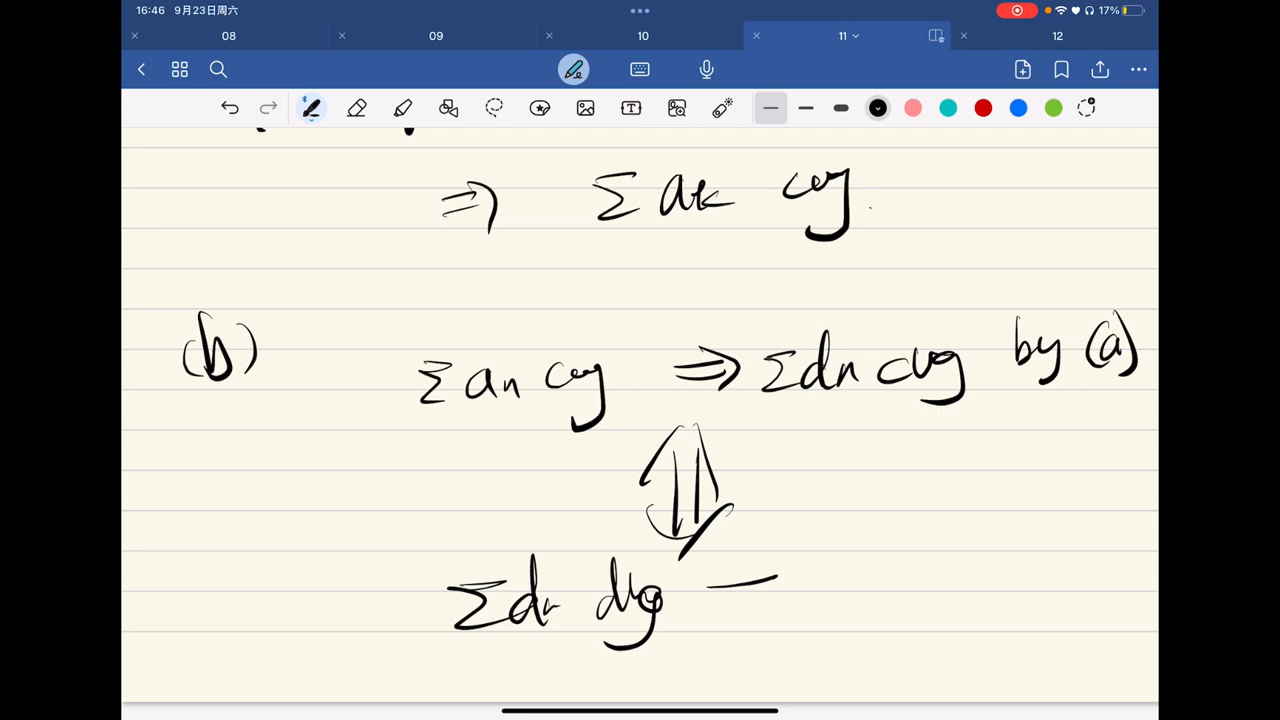 16:46 9月23日周六 17%
08 09 10 11 12
⇒ Σ ak cvg
(b) Σ an cvg ⇒ Σ dn cvg by (a)
⇕
Σ dn dvg —